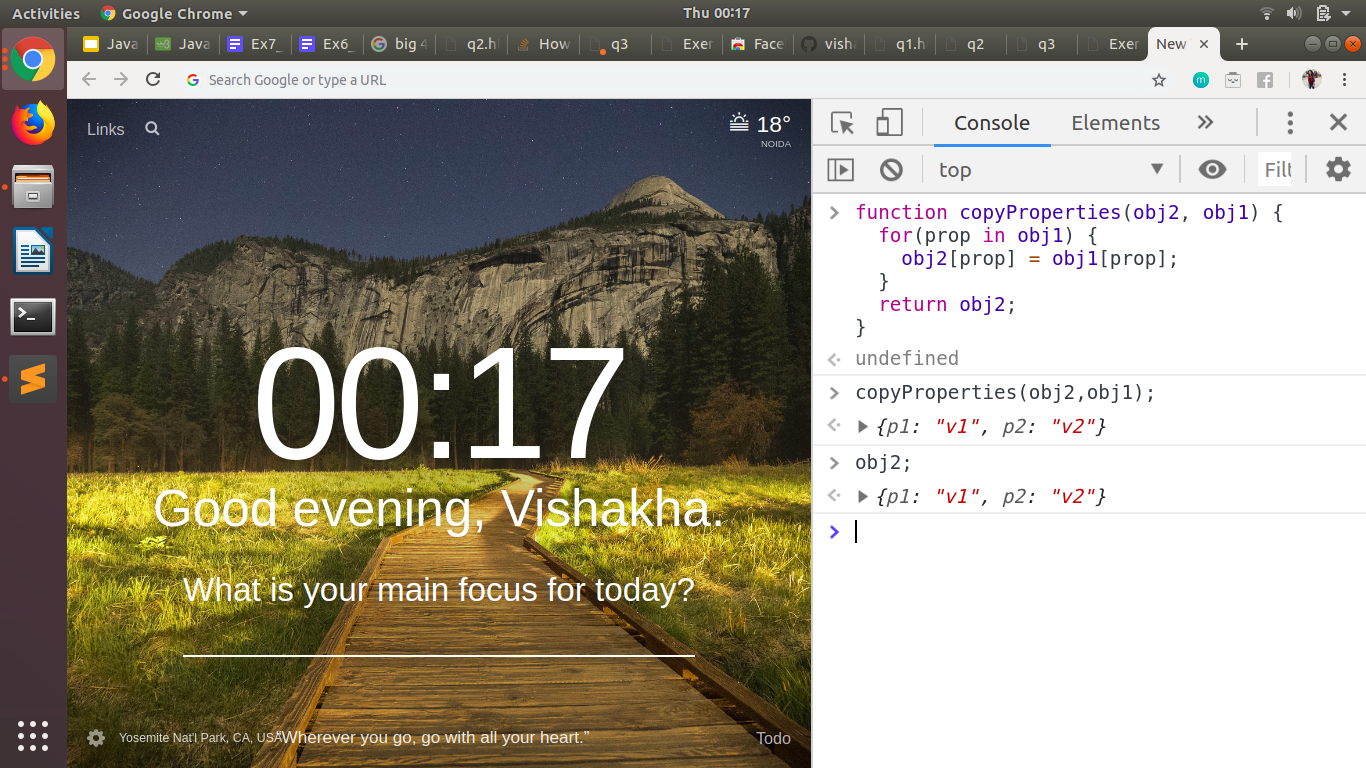 Activities Google Chrome Thu 00:17
Java Java Ex7_ Ex6_ big 4 q2.h How q3 Exer Face visha q1.h q2 q3 Exer New
Search Google or type a URL
Links 18°
NOIDA
00:17
Good evening, Vishakha.
What is your main focus for today?
Yosemite Nat'l Park, CA, USA "Wherever you go, go with all your heart." Todo
Console Elements
top Filt
function copyProperties(obj2, obj1) {
for(prop in obj1) {
obj2[prop] = obj1[prop];
}
return obj2;
}
undefined
copyProperties(obj2,obj1);
{p1: "v1", p2: "v2"}
obj2;
{p1: "v1", p2: "v2"}